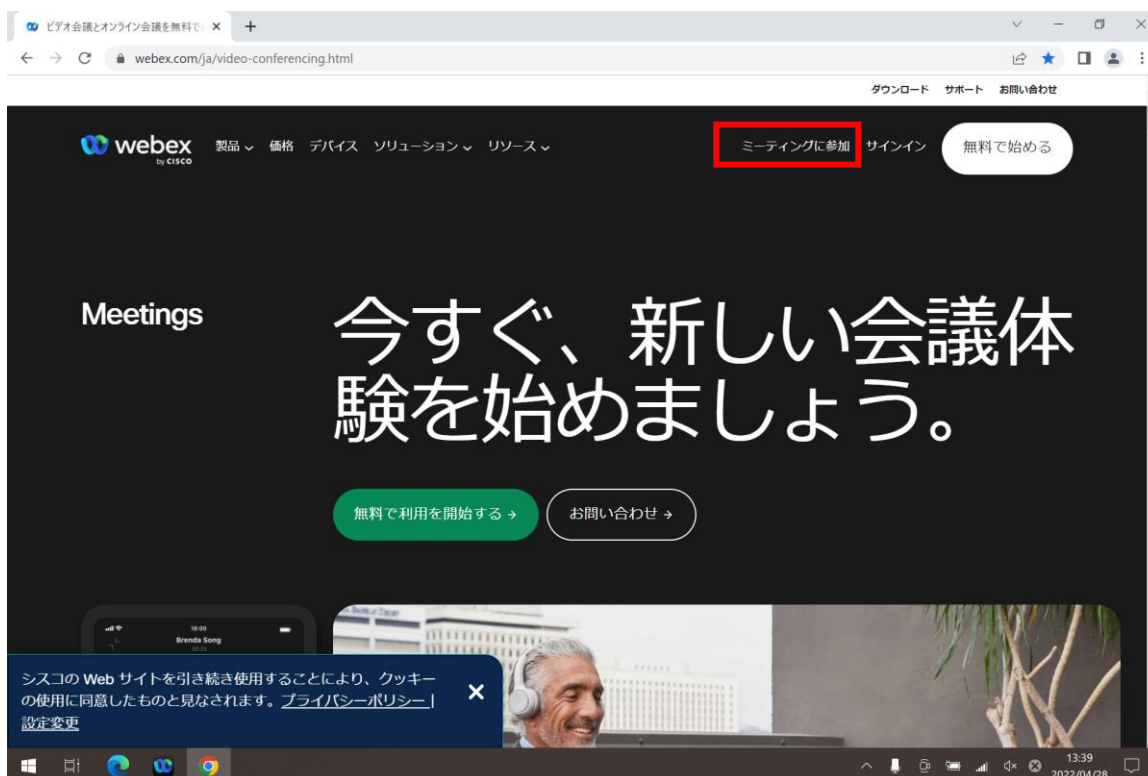 ビデオ会議とオンライン会議を無料で
webex.com/ja/video-conferencing.html
ダウンロード サポート お問い合わせ
webex 製品 価格 デバイス ソリューション リソース ミーティングに参加 サインイン 無料で始める
by cisco
Meetings
今すぐ、新しい会議体
験を始めましょう。
無料で利用を開始する → お問い合わせ →
18:00
Brenda Song
シスコの Web サイトを引き続き使用することにより、クッキー
の使用に同意したものと見なされます。プライバシーポリシー |
設定変更
13:39
2022/04/28